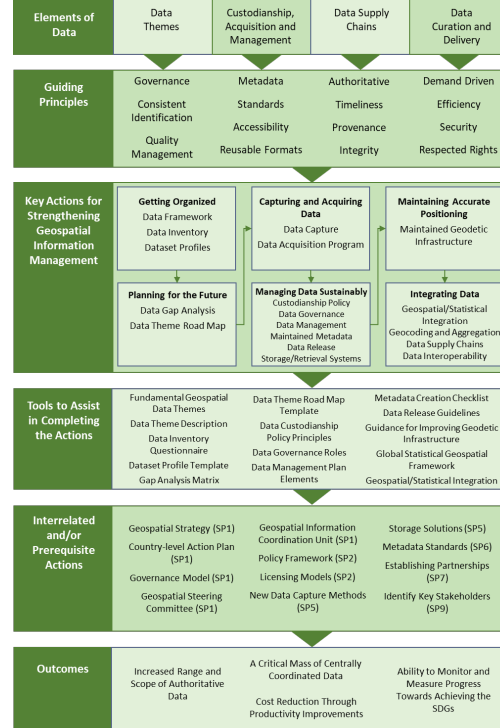 Elements of
Data
Data
Themes
Custodianship,
Acquisition and
Management
Data Supply
Chains
Data
Curation and
Delivery
Guiding
Principles
Governance
Consistent
Identification
Quality
Management
Metadata
Standards
Accessibility
Reusable Formats
Authoritative
Timeliness
Provenance
Integrity
Demand Driven
Efficiency
Security
Respected Rights
Key Actions for
Strengthening
Geospatial
Information
Management
Getting Organized
Data Framework
Data Inventory
Dataset Profiles
Planning for the Future
Data Gap Analysis
Data Theme Road Map
Capturing and Acquiring
Data
Data Capture
Data Acquisition Program
Managing Data Sustainably
Custodianship Policy
Data Governance
Data Management
Maintained Metadata
Data Release
Storage/Retrieval Systems
Maintaining Accurate
Positioning
Maintained Geodetic
Infrastructure
Integrating Data
Geospatial/Statistical
Integration
Geocoding and Aggregation
Data Supply Chains
Data Interoperability
Tools to Assist
in Completing
the Actions
Fundamental Geospatial
Data Themes
Data Theme Description
Data Inventory
Questionnaire
Dataset Profile Template
Gap Analysis Matrix
Data Theme Road Map
Template
Data Custodianship
Policy Principles
Data Governance Roles
Data Management Plan
Elements
Metadata Creation Checklist
Data Release Guidelines
Guidance for Improving Geodetic
Infrastructure
Global Statistical Geospatial
Framework
Geospatial/Statistical Integration
Interrelated
and/or
Prerequisite
Actions
Geospatial Strategy (SP1)
Country-level Action Plan
(SP1)
Governance Model (SP1)
Geospatial Steering
Committee (SP1)
Geospatial Information
Coordination Unit (SP1)
Policy Framework (SP2)
Licensing Models (SP2)
New Data Capture Methods
(SP5)
Storage Solutions (SP5)
Metadata Standards (SP6)
Establishing Partnerships
(SP7)
Identify Key Stakeholders
(SP9)
Outcomes
Increased Range and
Scope of Authoritative
Data
A Critical Mass of Centrally
Coordinated Data
Cost Reduction Through
Productivity Improvements
Ability to Monitor and
Measure Progress
Towards Achieving the
SDGs